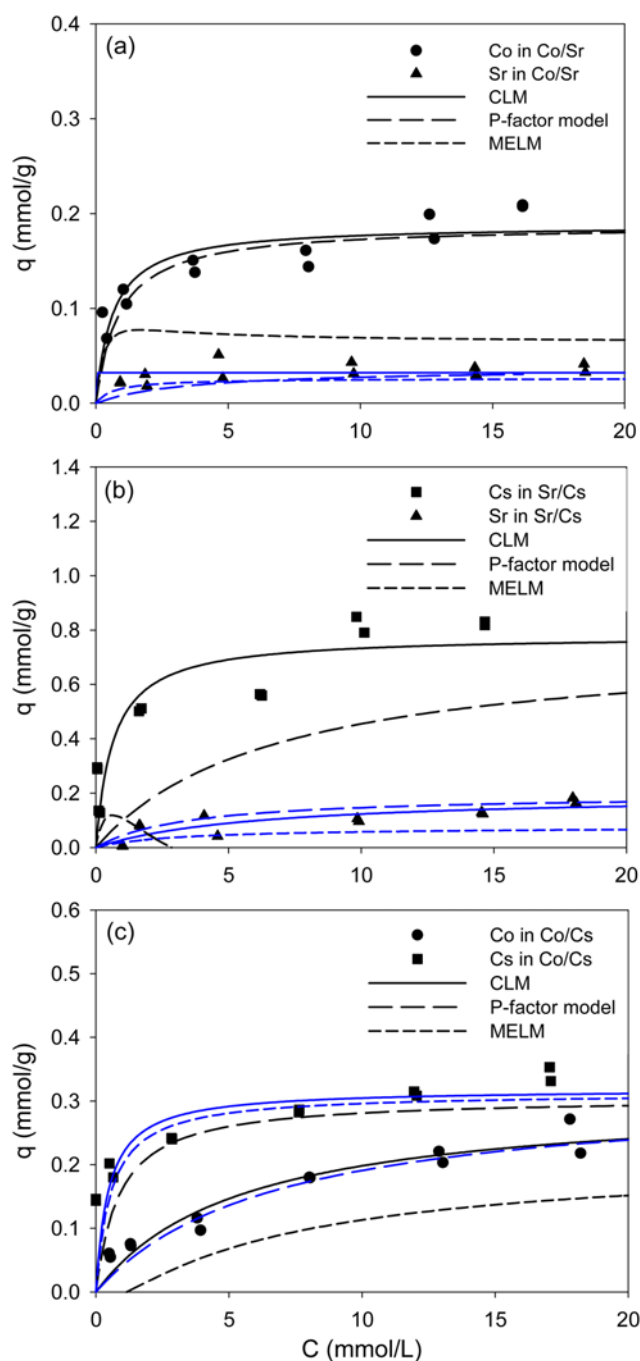 (a)
Co in Co/Sr
Sr in Co/Sr
CLM
P-factor model
MELM
q (mmol/g)
0.4
0.3
0.2
0.1
0.0
0 5 10 15 20
(b)
Cs in Sr/Cs
Sr in Sr/Cs
CLM
P-factor model
MELM
q (mmol/g)
1.4
1.2
1.0
0.8
0.6
0.4
0.2
0.0
0 5 10 15 20
(c)
Co in Co/Cs
Cs in Co/Cs
CLM
P-factor model
MELM
q (mmol/g)
0.6
0.5
0.4
0.3
0.2
0.1
0.0
0 5 10 15 20
C (mmol/L)